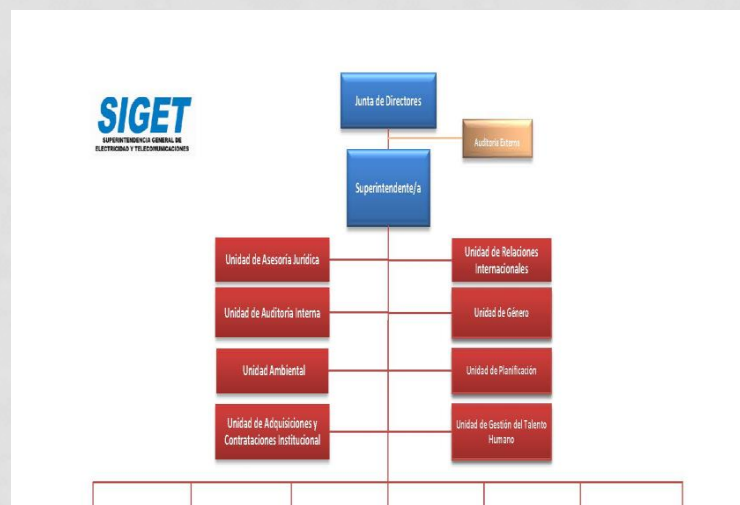 Junta de Directores
SIGET
SUPERINTENDENCIA GENERAL DE
ELECTRICIDAD Y TELECOMUNICACIONES
Auditoría Externa
Superintendente/a
Unidad de Asesoría Jurídica
Unidad de Relaciones
Internacionales
Unidad de Auditoría Interna
Unidad de Género
Unidad Ambiental
Unidad de Planificación
Unidad de Adquisiciones y
Contrataciones Institucional
Unidad de Gestión del Talento
Humano